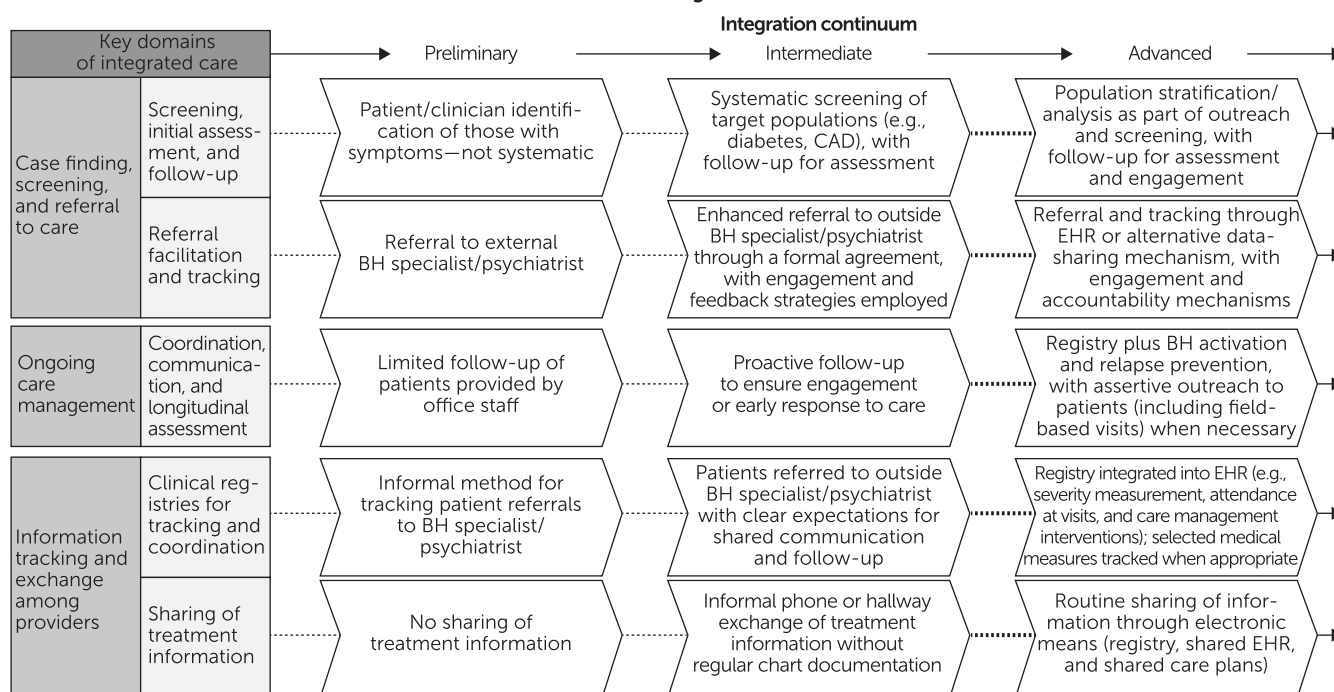 Integration continuum
Key domains
of integrated care
Preliminary
Intermediate
Advanced
Case finding,
screening,
and referral
to care
Screening,
initial assess-
ment, and
follow-up
Patient/clinician identifi-
cation of those with
symptoms—not systematic
Systematic screening of
target populations (e.g.,
diabetes, CAD), with
follow-up for assessment
Population stratification/
analysis as part of outreach
and screening, with
follow-up for assessment
and engagement
Referral
facilitation
and tracking
Referral to external
BH specialist/psychiatrist
Enhanced referral to outside
BH specialist/psychiatrist
through a formal agreement,
with engagement and
feedback strategies employed
Referral and tracking through
EHR or alternative data-
sharing mechanism, with
engagement and
accountability mechanisms
Ongoing
care
management
Coordination,
communica-
tion, and
longitudinal
assessment
Limited follow-up of
patients provided by
office staff
Proactive follow-up
to ensure engagement
or early response to care
Registry plus BH activation
and relapse prevention,
with assertive outreach to
patients (including field-
based visits) when necessary
Information
tracking and
exchange
among
providers
Clinical reg-
istries for
tracking and
coordination
Informal method for
tracking patient referrals
to BH specialist/
psychiatrist
Patients referred to outside
BH specialist/psychiatrist
with clear expectations for
shared communication
and follow-up
Registry integrated into EHR (e.g.,
severity measurement, attendance
at visits, and care management
interventions); selected medical
measures tracked when appropriate
Sharing of
treatment
information
No sharing of
treatment information
Informal phone or hallway
exchange of treatment
information without
regular chart documentation
Routine sharing of infor-
mation through electronic
means (registry, shared EHR,
and shared care plans)